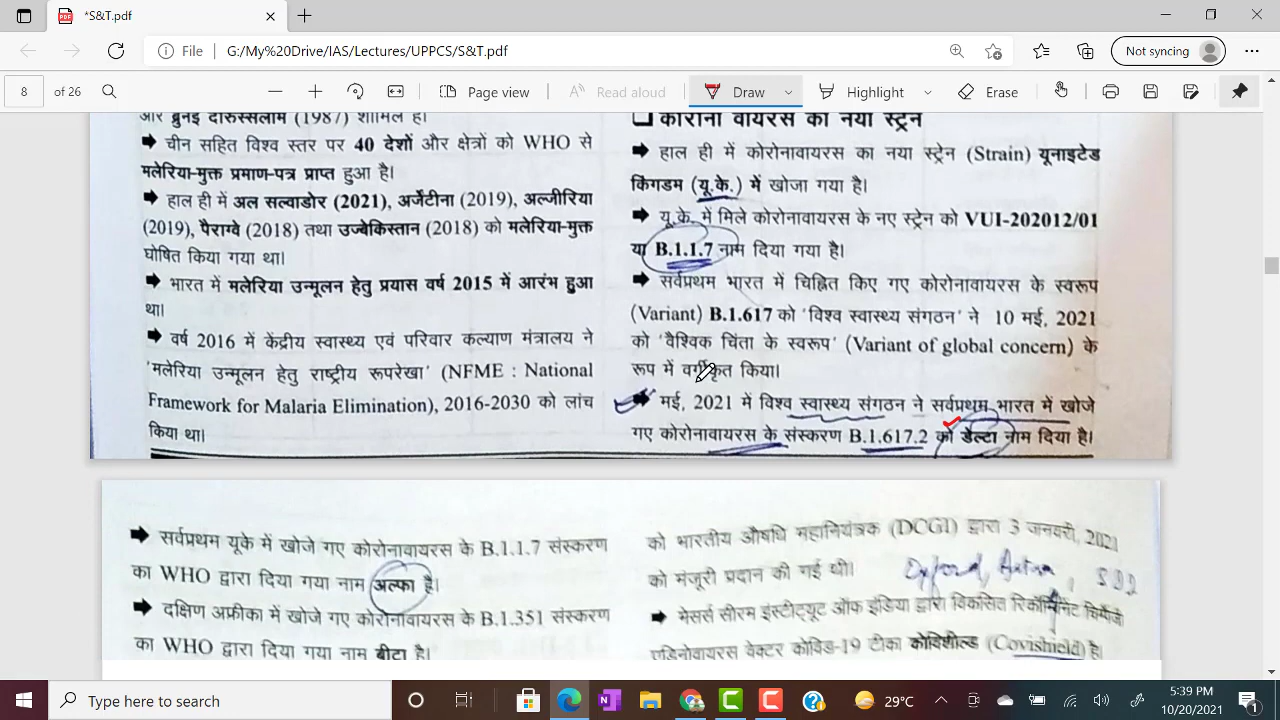 *S&T.pdf
File
G:/My%20Drive/IAS/Lectures/UPPCS/S&T.pdf
Not syncing
8 of 26
Page view
Read aloud
Draw
Highlight
Erase
और ब्रुनेई दारुस्सलाम (1987) शामिल हैं।
चीन सहित विश्व स्तर पर 40 देशों और क्षेत्रों को WHO से
मलेरिया-मुक्त प्रमाण-पत्र प्राप्त हुआ है।
हाल ही में अल सल्वाडोर (2021), अर्जेंटीना (2019), अल्जीरिया
(2019), पैराग्वे (2018) तथा उज्बेकिस्तान (2018) को मलेरिया-मुक्त
घोषित किया गया था।
भारत में मलेरिया उन्मूलन हेतु प्रयास वर्ष 2015 में आरंभ हुआ
था।
वर्ष 2016 में केंद्रीय स्वास्थ्य एवं परिवार कल्याण मंत्रालय ने
'मलेरिया उन्मूलन हेतु राष्ट्रीय रूपरेखा' (NFME : National
Framework for Malaria Elimination), 2016-2030 को लांच
किया था।
कोरोना वायरस का नया स्ट्रेन
हाल ही में कोरोनावायरस का नया स्ट्रेन (Strain) यूनाइटेड
किंगडम (यू.के.) में खोजा गया है।
यू.के. में मिले कोरोनावायरस के नए स्ट्रेन को VUI-202012/01
या B.1.1.7 नाम दिया गया है।
सर्वप्रथम भारत में चिह्नित किए गए कोरोनावायरस के स्वरूप
(Variant) B.1.617 को 'विश्व स्वास्थ्य संगठन' ने 10 मई, 2021
को 'वैश्विक चिंता के स्वरूप' (Variant of global concern) के
रूप में वर्गीकृत किया।
मई, 2021 में विश्व स्वास्थ्य संगठन ने सर्वप्रथम भारत में खोजे
गए कोरोनावायरस के संस्करण B.1.617.2 को डेल्टा नाम दिया है।
सर्वप्रथम यूके में खोजे गए कोरोनावायरस के B.1.1.7 संस्करण
का WHO द्वारा दिया गया नाम अल्फा है।
दक्षिण अफ्रीका में खोजे गए कोरोनावायरस के B.1.351 संस्करण
का WHO द्वारा दिया गया नाम बीटा है।
को भारतीय औषधि महानियंत्रक (DCGI) द्वारा 3 जनवरी, 2021
को मंजूरी प्रदान की गई थी।
Oxford,
मेसर्स सीरम इंस्टीट्यूट ऑफ इंडिया द्वारा विकसित रिकॉम्बिनेंट चिम्पैंजी
एडिनोवायरस वेक्टर कोविड-19 टीका कोविशील्ड (Covishield) है।
Type here to search
29°C
5:39 PM
10/20/2021